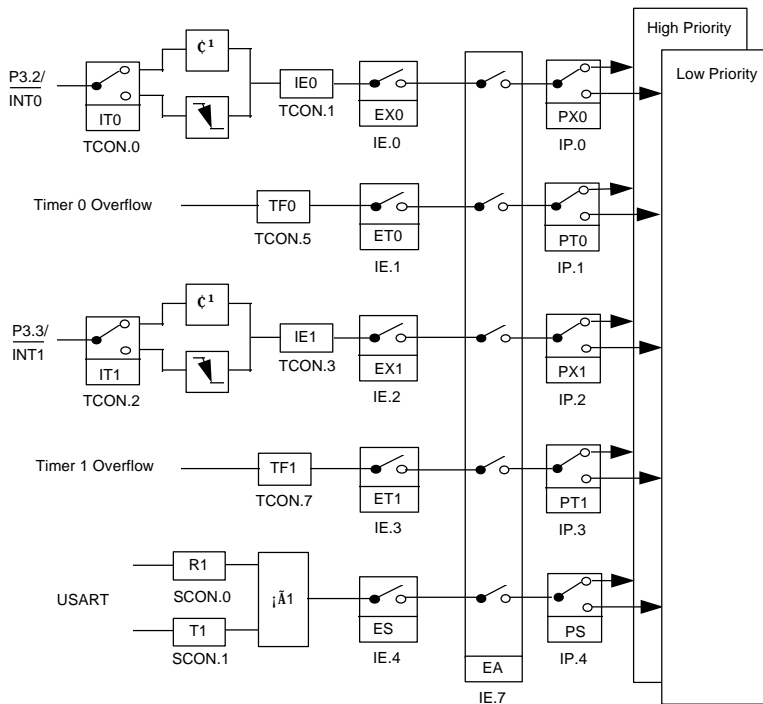 High Priority
Low Priority
¢¹
P3.2/
INT0
IT0
TCON.0
IE0
TCON.1
EX0
IE.0
PX0
IP.0
Timer 0 Overflow
TF0
TCON.5
ET0
IE.1
PT0
IP.1
¢¹
P3.3/
INT1
IT1
TCON.2
IE1
TCON.3
EX1
IE.2
PX1
IP.2
Timer 1 Overflow
TF1
TCON.7
ET1
IE.3
PT1
IP.3
USART
R1
SCON.0
T1
SCON.1
¡Ã1
ES
IE.4
EA
IE.7
PS
IP.4